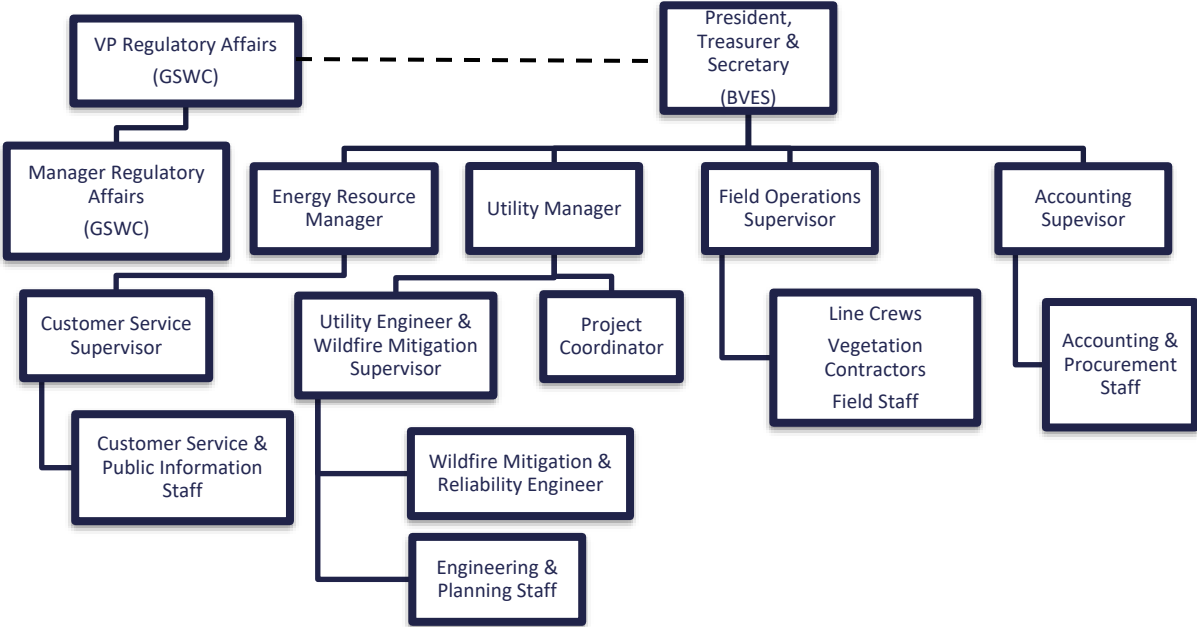 VP Regulatory Affairs
(GSWC)
President,
Treasurer &
Secretary
(BVES)
Manager Regulatory
Affairs
(GSWC)
Energy Resource
Manager
Utility Manager
Field Operations
Supervisor
Accounting
Supevisor
Customer Service
Supervisor
Utility Engineer &
Wildfire Mitigation
Supervisor
Project
Coordinator
Line Crews
Vegetation
Contractors
Field Staff
Accounting &
Procurement
Staff
Customer Service &
Public Information
Staff
Wildfire Mitigation &
Reliability Engineer
Engineering &
Planning Staff